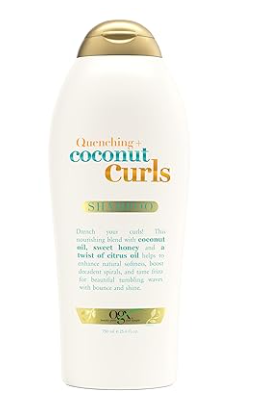 Quenching +
coconut
Curls
SHAMPOO
Drench your curls! This
nourishing blend with coconut
oil, sweet honey and a
twist of citrus oil helps to
enhance natural softness, boost
decadent spirals, and tame frizz
for beautiful tumbling waves
with bounce and shine.
ogx